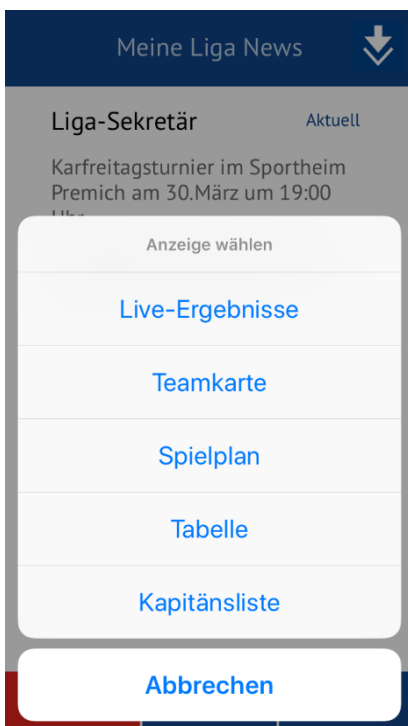 Meine Liga News
Liga-Sekretär
Aktuell
Karfreitagsturnier im Sportheim
Premich am 30.März um 19:00
Uhr
Anzeige wählen
Live-Ergebnisse
Teamkarte
Spielplan
Tabelle
Kapitänsliste
Abbrechen